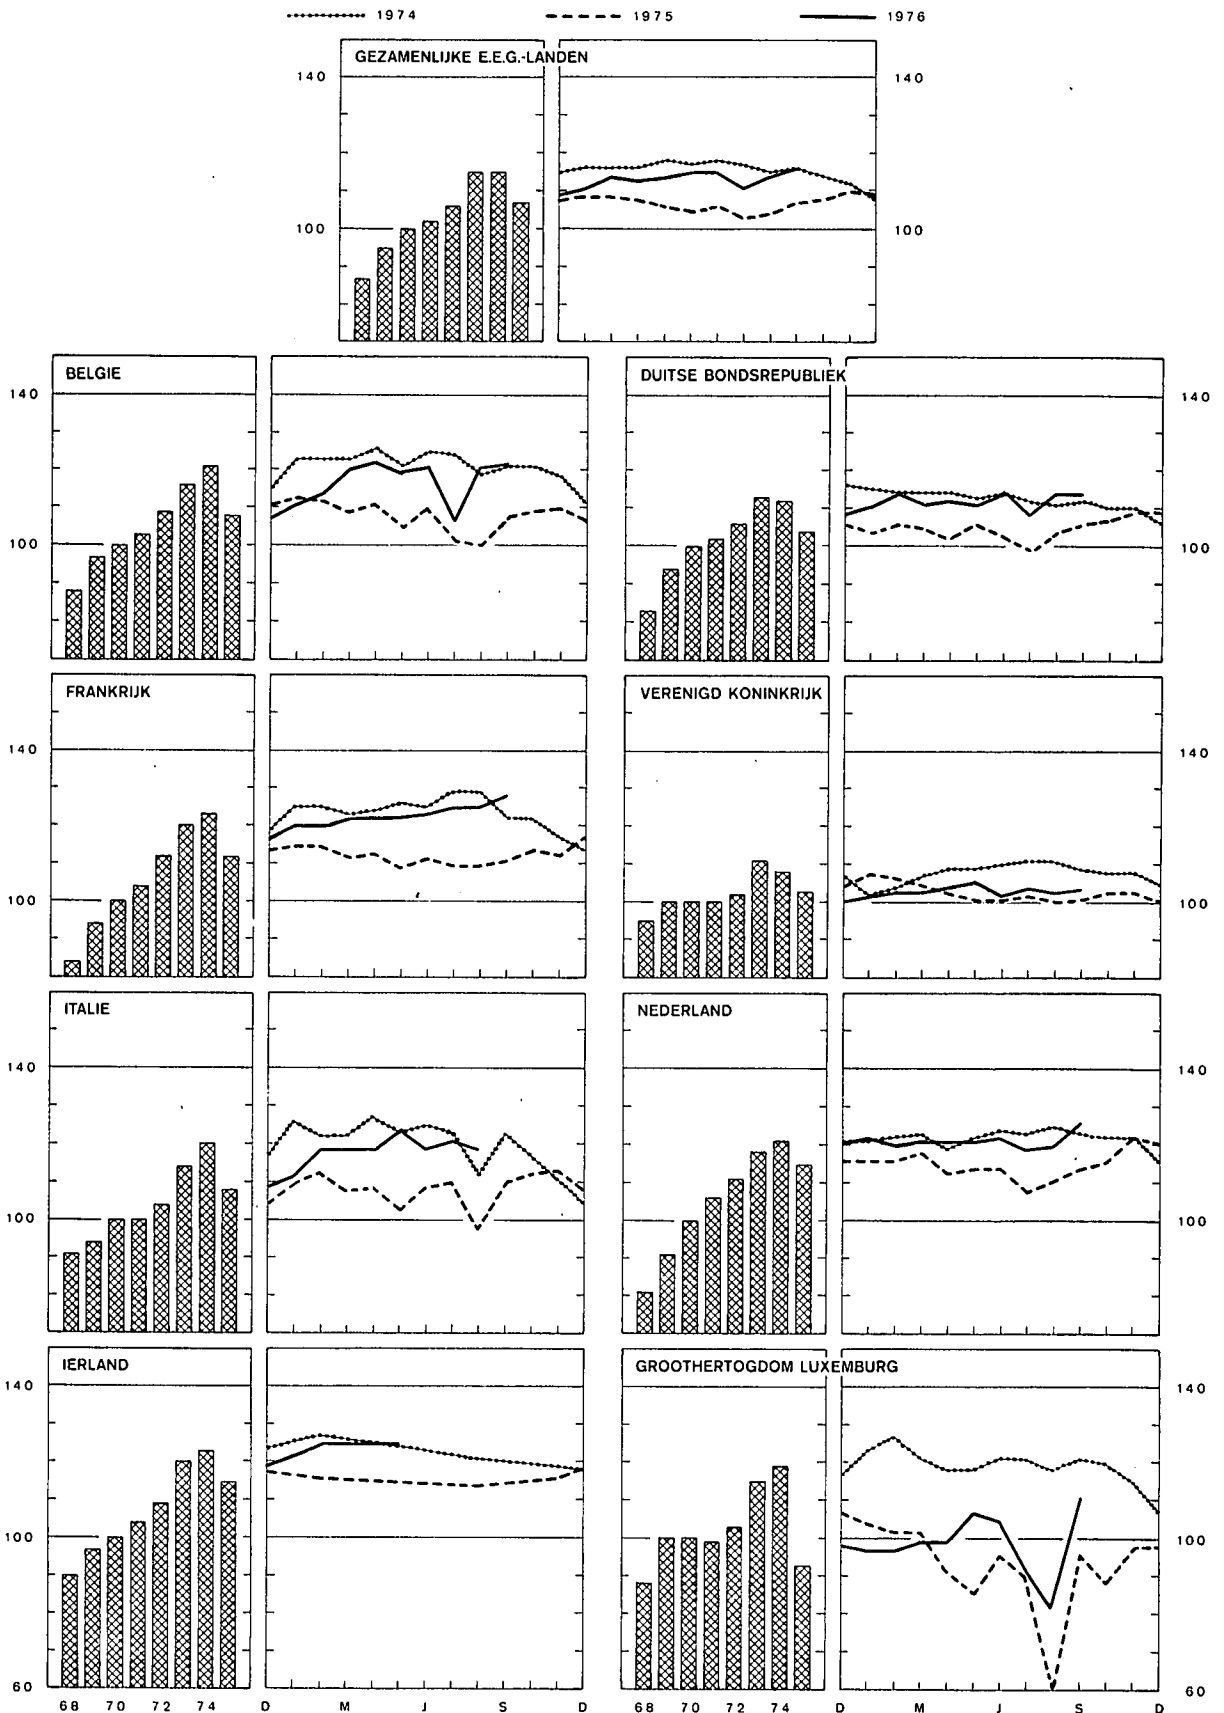 1974 1975 1976
GEZAMENLIJKE E.E.G.-LANDEN
140 140
100 100
BELGIE DUITSE BONDSREPUBLIEK
140 140
100 100
FRANKRIJK VERENIGD KONINKRIJK
140 140
100 100
ITALIE NEDERLAND
140 140
100 100
IERLAND GROOTHERTOGDOM LUXEMBURG
140 140
100 100
60 60
68 70 72 74 D M J S D 68 70 72 74 D M J S D